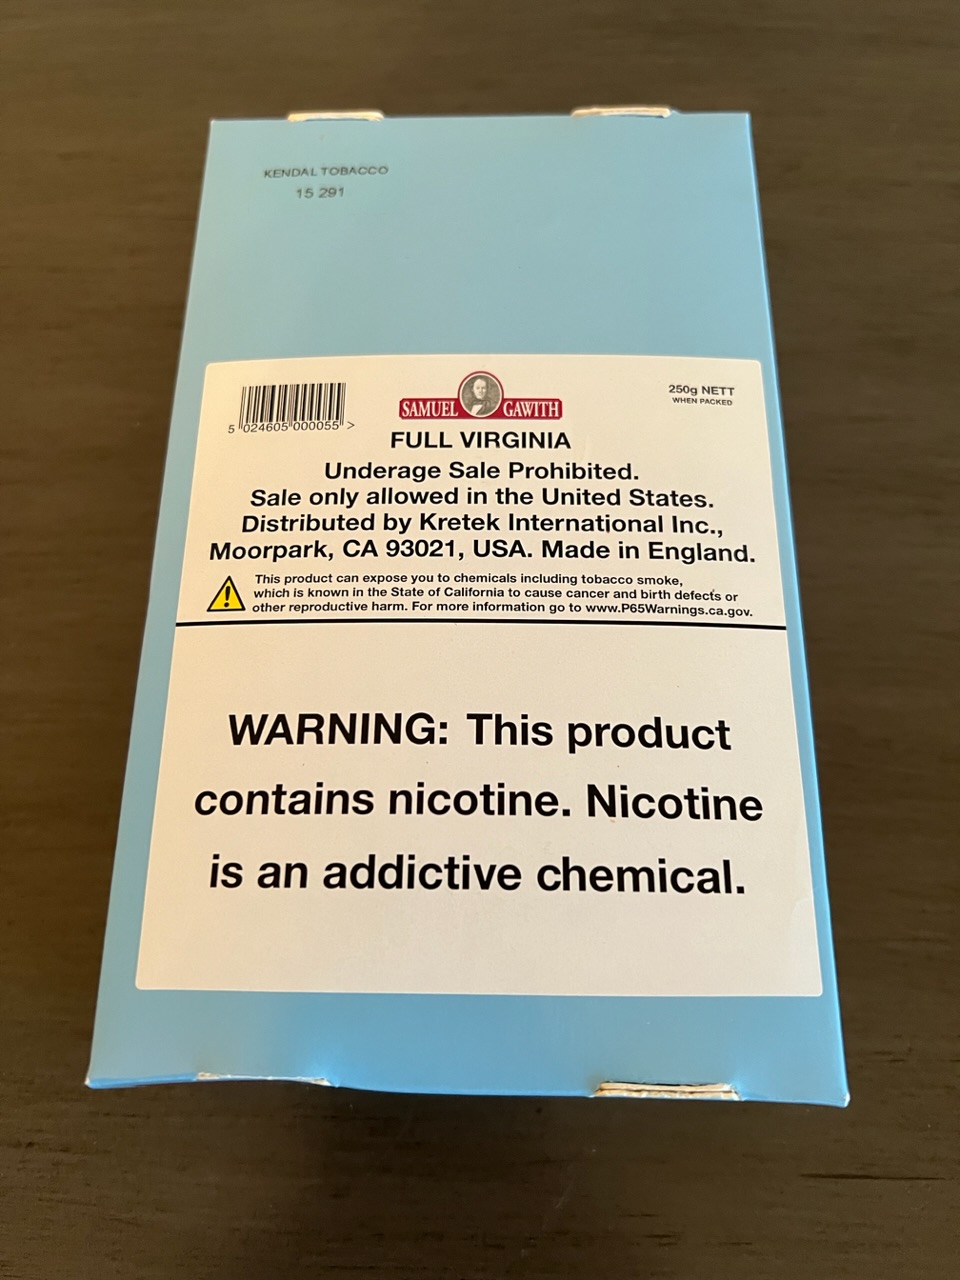 KENDAL TOBACCO
15 291
5 024605 000055 >
SAMUEL GAWITH
250g NETT
WHEN PACKED
FULL VIRGINIA
Underage Sale Prohibited.
Sale only allowed in the United States.
Distributed by Kretek International Inc.,
Moorpark, CA 93021, USA. Made in England.
This product can expose you to chemicals including tobacco smoke,
which is known in the State of California to cause cancer and birth defects or
other reproductive harm. For more information go to www.P65Warnings.ca.gov.
WARNING: This product
contains nicotine. Nicotine
is an addictive chemical.